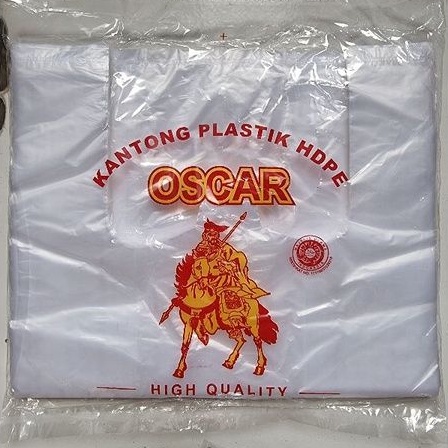 KANTONG PLASTIK HDPE
OSCAR
HIGH QUALITY